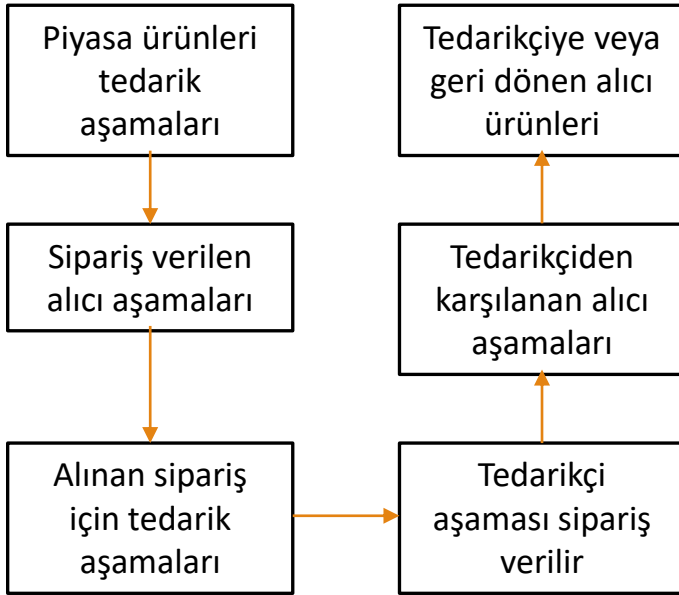 Piyasa ürünleri
tedarik
aşamaları
Sipariş verilen
alıcı aşamaları
Alınan sipariş
için tedarik
aşamaları
Tedarikçi
aşaması sipariş
verilir
Tedarikçiden
karşılanan alıcı
aşamaları
Tedarikçiye veya
geri dönen alıcı
ürünleri